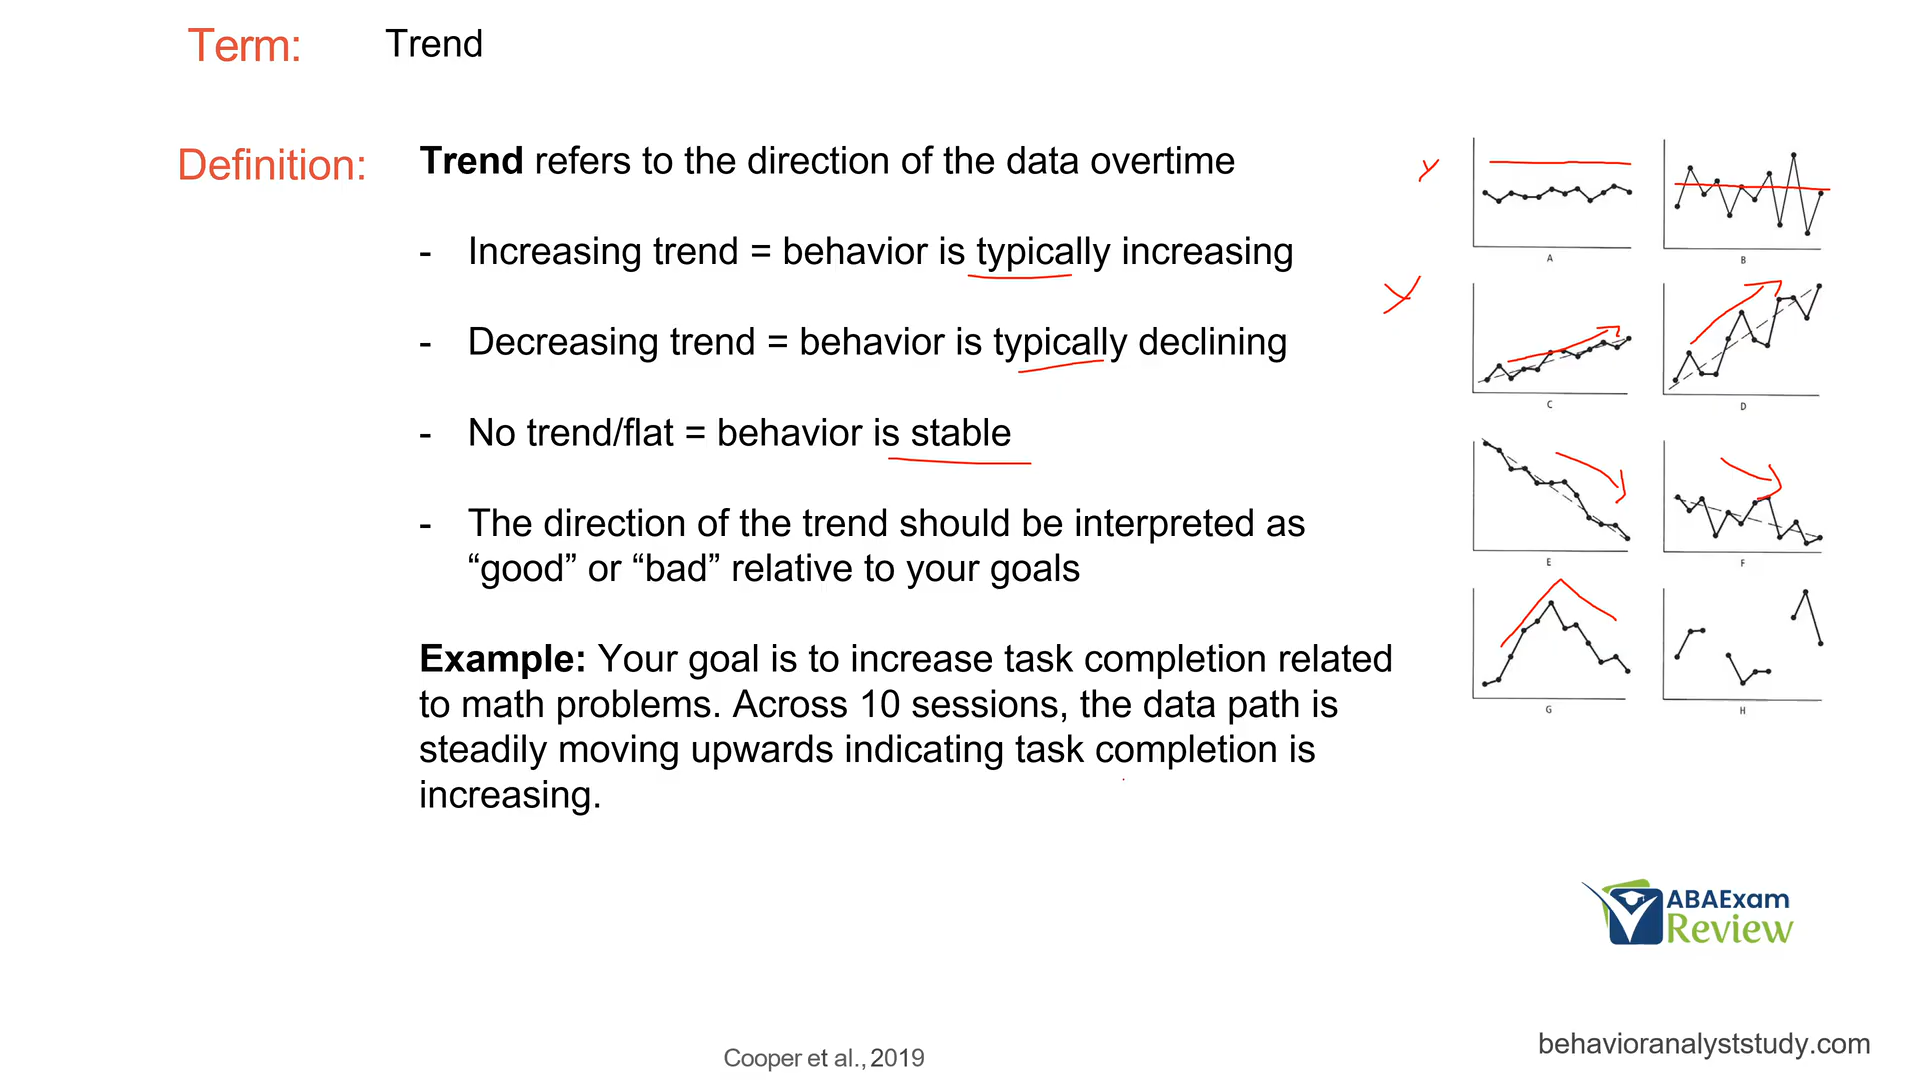 Term: Trend
Definition: Trend refers to the direction of the data overtime
- Increasing trend = behavior is typically increasing
- Decreasing trend = behavior is typically declining
- No trend/flat = behavior is stable
- The direction of the trend should be interpreted as
“good” or “bad” relative to your goals
Example: Your goal is to increase task completion related
to math problems. Across 10 sessions, the data path is
steadily moving upwards indicating task completion is
increasing.
Y
A
B
Y
C
D
E
F
G
H
ABAExam
Review
Cooper et al., 2019
behavioranalyststudy.com